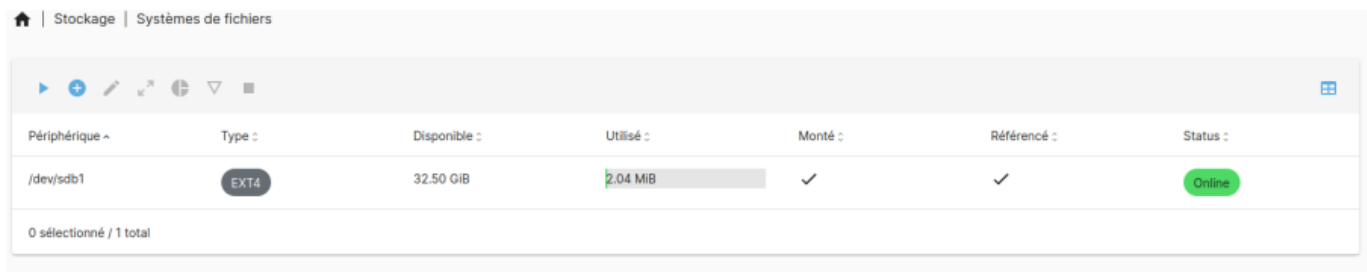 Stockage | Systèmes de fichiers
Périphérique Type Disponible Utilisé Monté Référencé Status
/dev/sdb1 EXT4 32.50 GiB 2.04 MiB Online
0 sélectionné / 1 total